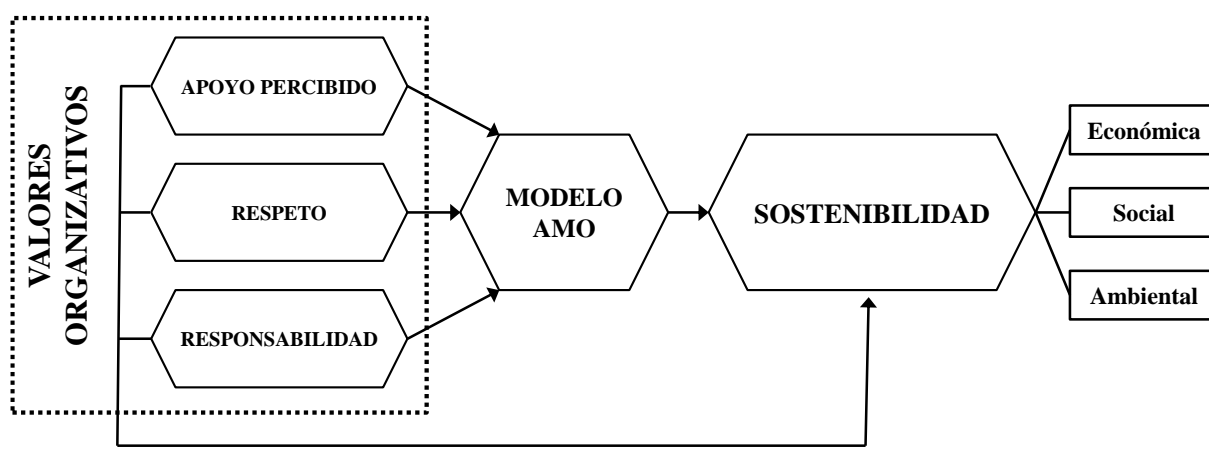 VALORES
ORGANIZATIVOS
APOYO PERCIBIDO
RESPETO
RESPONSABILIDAD
MODELO
AMO
SOSTENIBILIDAD
Económica
Social
Ambiental